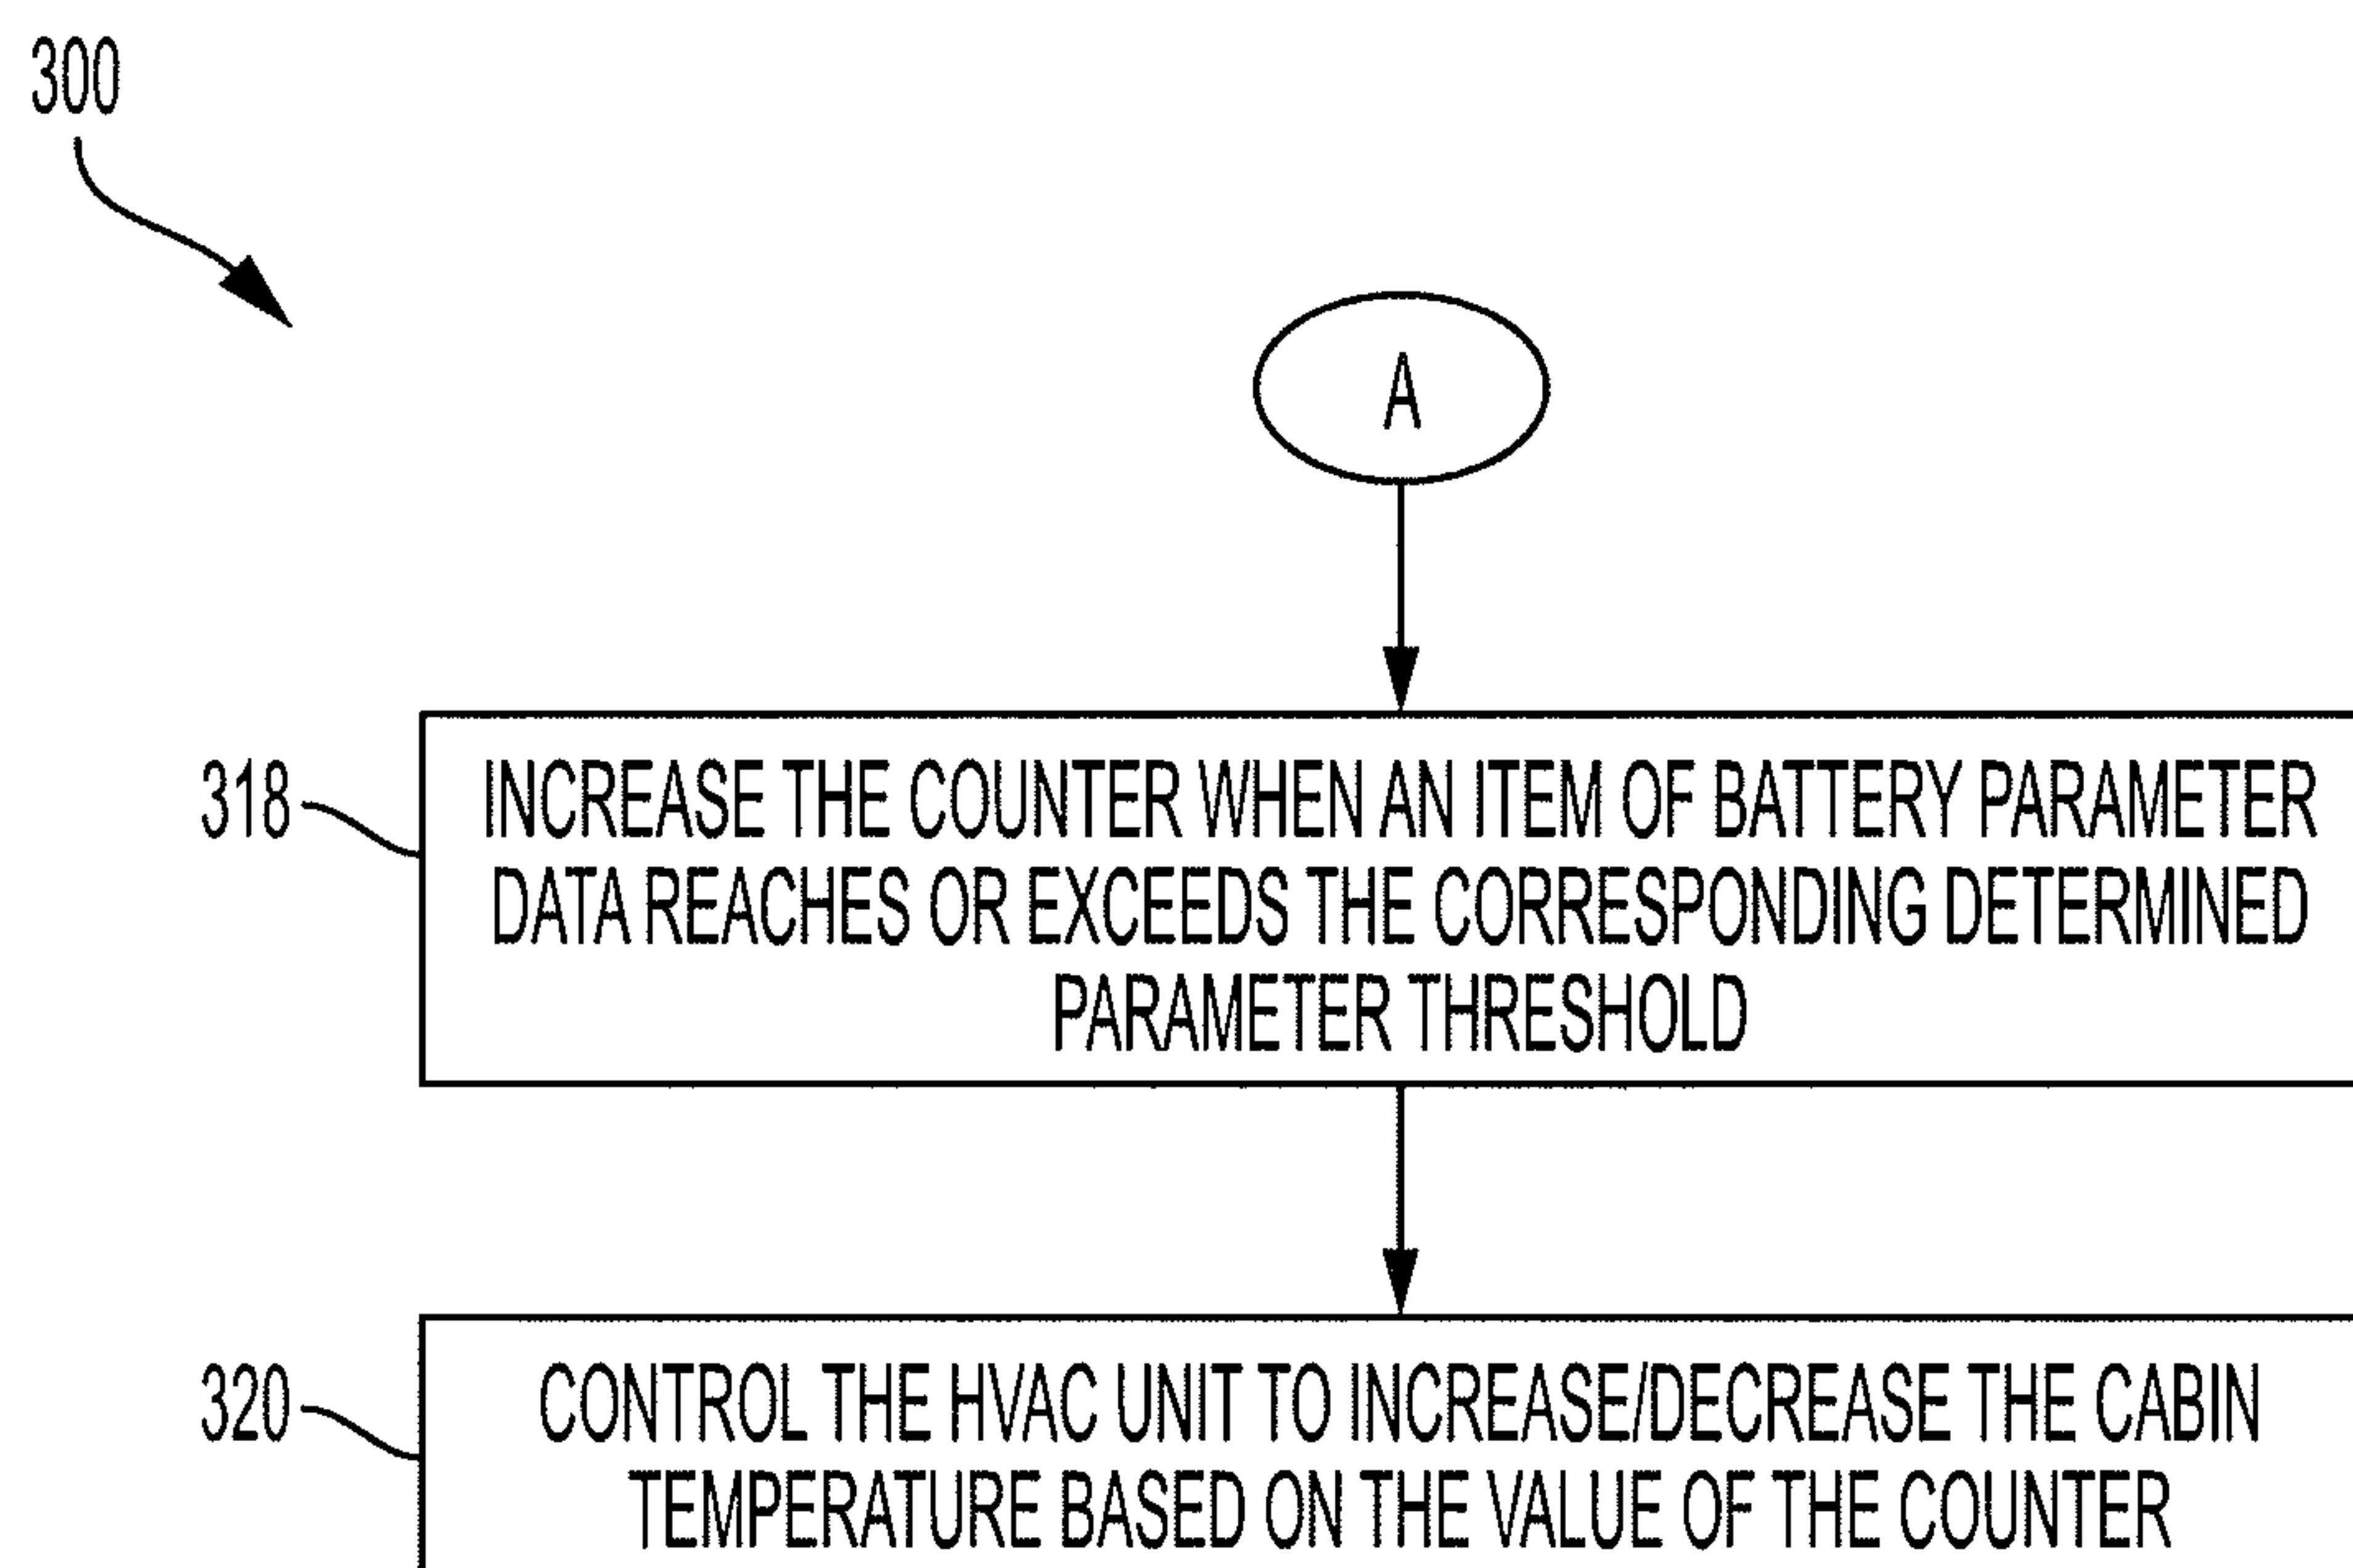 300
A
318
INCREASE THE COUNTER WHEN AN ITEM OF BATTERY PARAMETER
DATA REACHES OR EXCEEDS THE CORRESPONDING DETERMINED
PARAMETER THRESHOLD
320
CONTROL THE HVAC UNIT TO INCREASE/DECREASE THE CABIN
TEMPERATURE BASED ON THE VALUE OF THE COUNTER